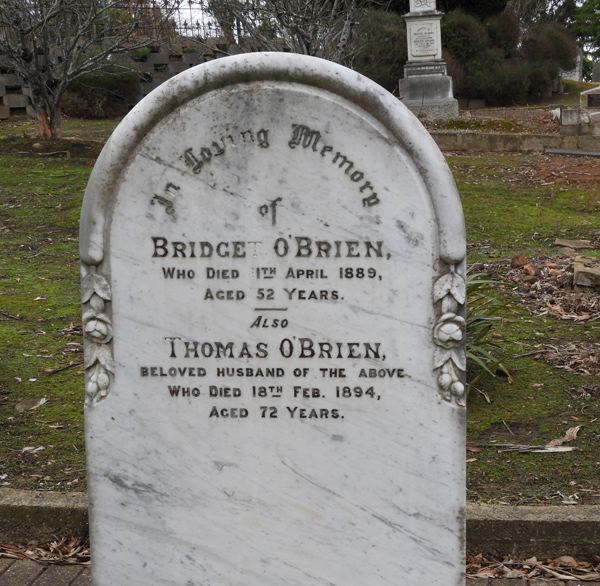 In Loving Memory
of
BRIDGET O'BRIEN,
WHO DIED 11TH APRIL 1889,
AGED 52 YEARS.
ALSO
THOMAS O'BRIEN,
BELOVED HUSBAND OF THE ABOVE
WHO DIED 18TH FEB. 1894,
AGED 72 YEARS.